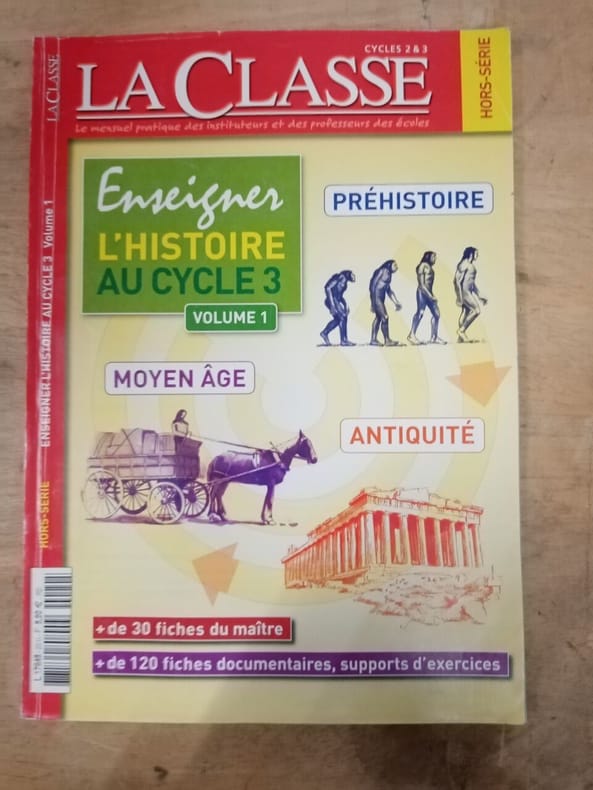 CYCLES 2 & 3
LA CLASSE
HORS-SÉRIE
Le mensuel pratique des instituteurs et des professeurs des écoles
Enseigner
L'HISTOIRE
AU CYCLE 3
VOLUME 1
PRÉHISTOIRE
MOYEN ÂGE
ANTIQUITÉ
+ de 30 fiches du maître
+ de 120 fiches documentaires, supports d'exercices
LA CLASSE
ENSEIGNER L'HISTOIRE AU CYCLE 3 Volume 1
HORS-SÉRIE